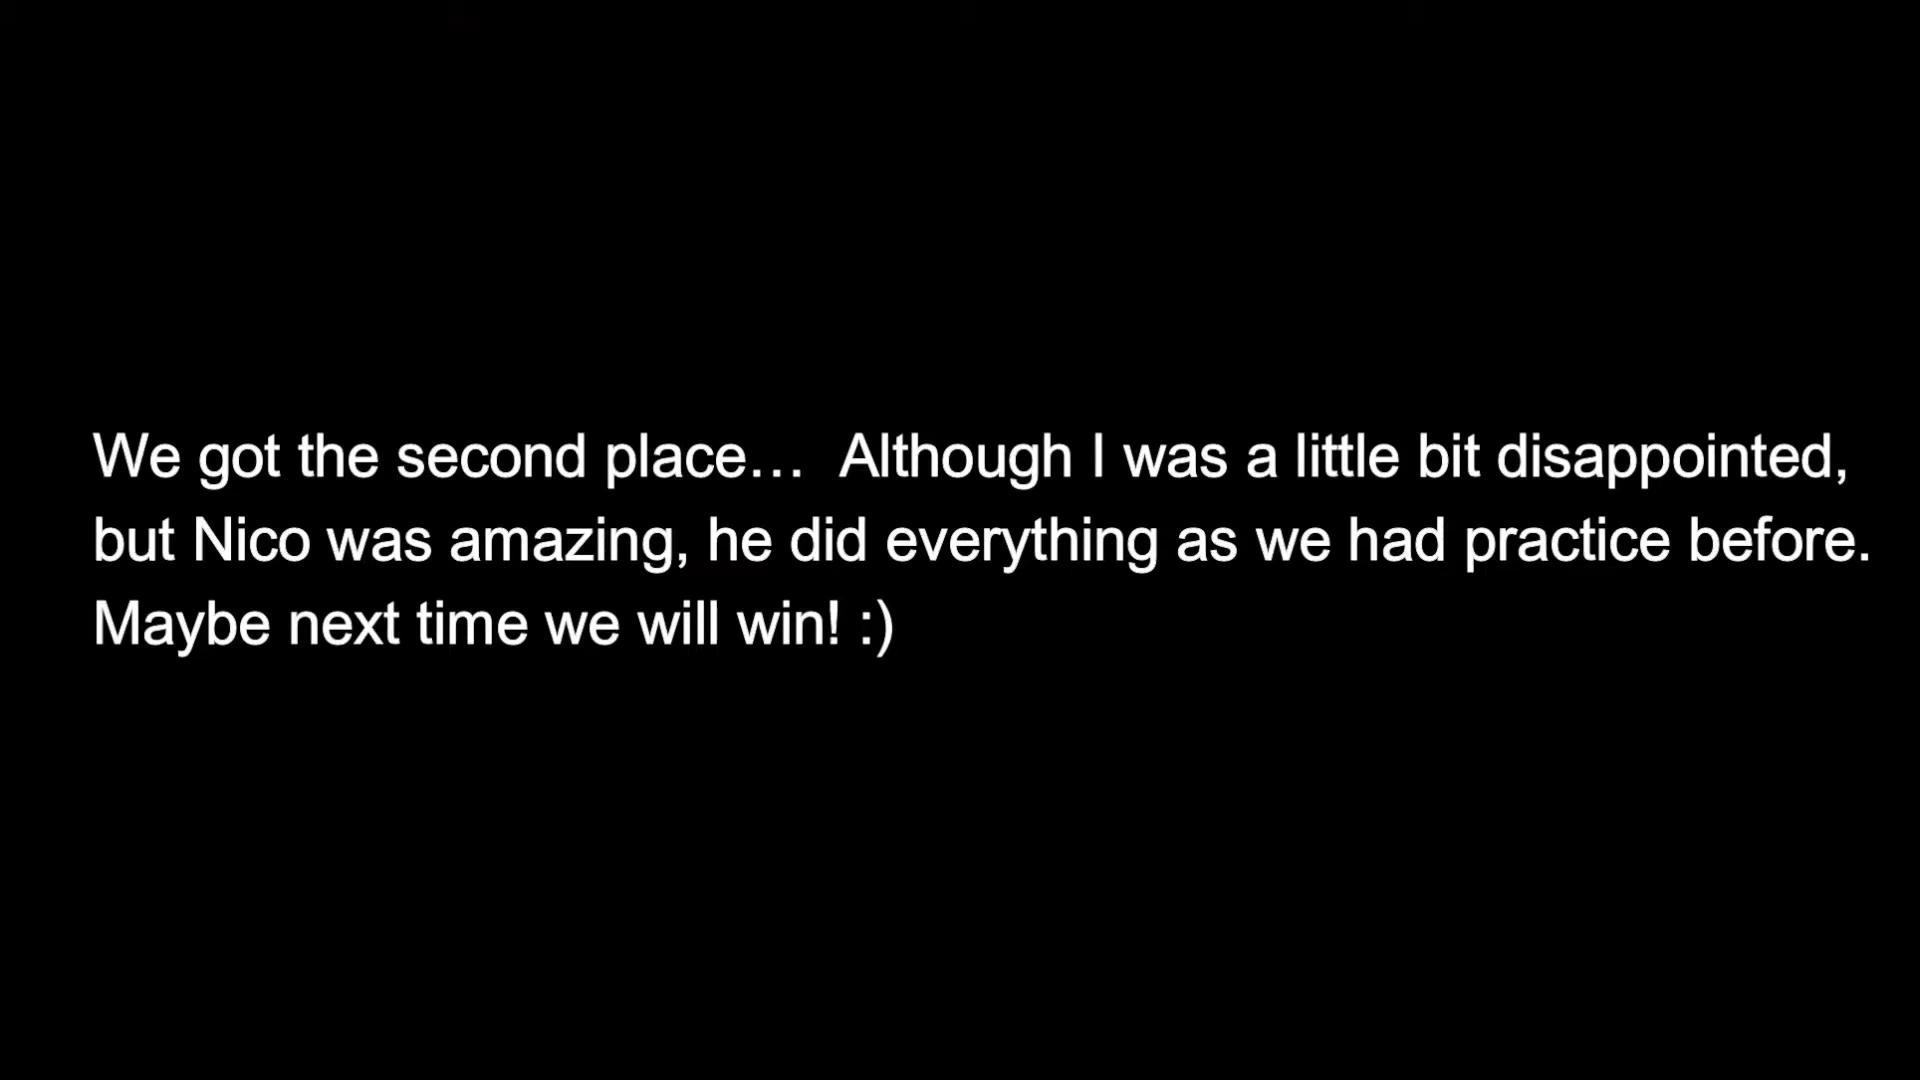 We got the second place…  Although I was a little bit disappointed,
but Nico was amazing, he did everything as we had practice before.
Maybe next time we will win! :)